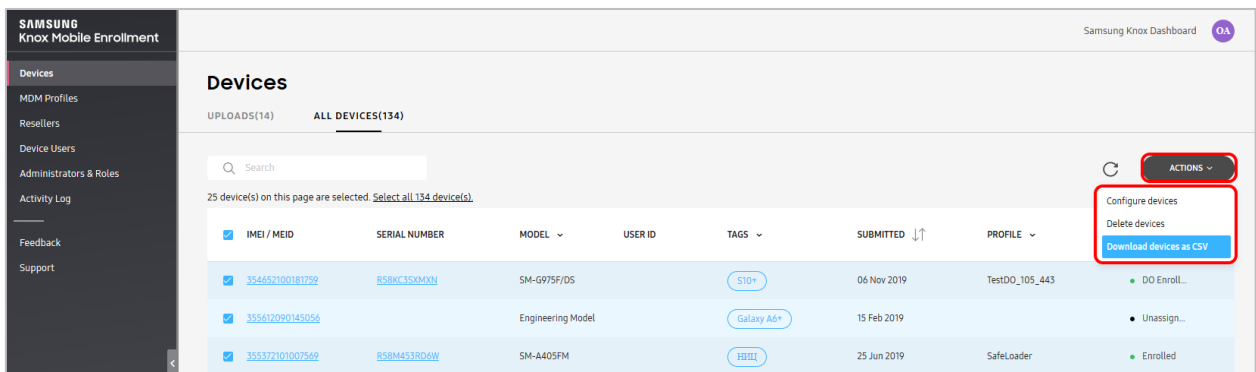 SAMSUNG
Knox Mobile Enrollment
Samsung Knox Dashboard
OA
Devices
MDM Profiles
Resellers
Device Users
Administrators & Roles
Activity Log
Feedback
Support
Devices
UPLOADS(14) ALL DEVICES(134)
Search
ACTIONS
25 device(s) on this page are selected. Select all 134 device(s).
Configure devices
Delete devices
Download devices as CSV
IMEI / MEID SERIAL NUMBER MODEL USER ID TAGS SUBMITTED PROFILE
354652100181759 R58KC3SXMXN SM-G975F/DS S10+ 06 Nov 2019 TestDO_105_443 DO Enroll...
355612090145056 Engineering Model Galaxy A6+ 15 Feb 2019 Unassign...
355372101007569 R58M453RD6W SM-A405FM НИЦ 25 Jun 2019 SafeLoader Enrolled